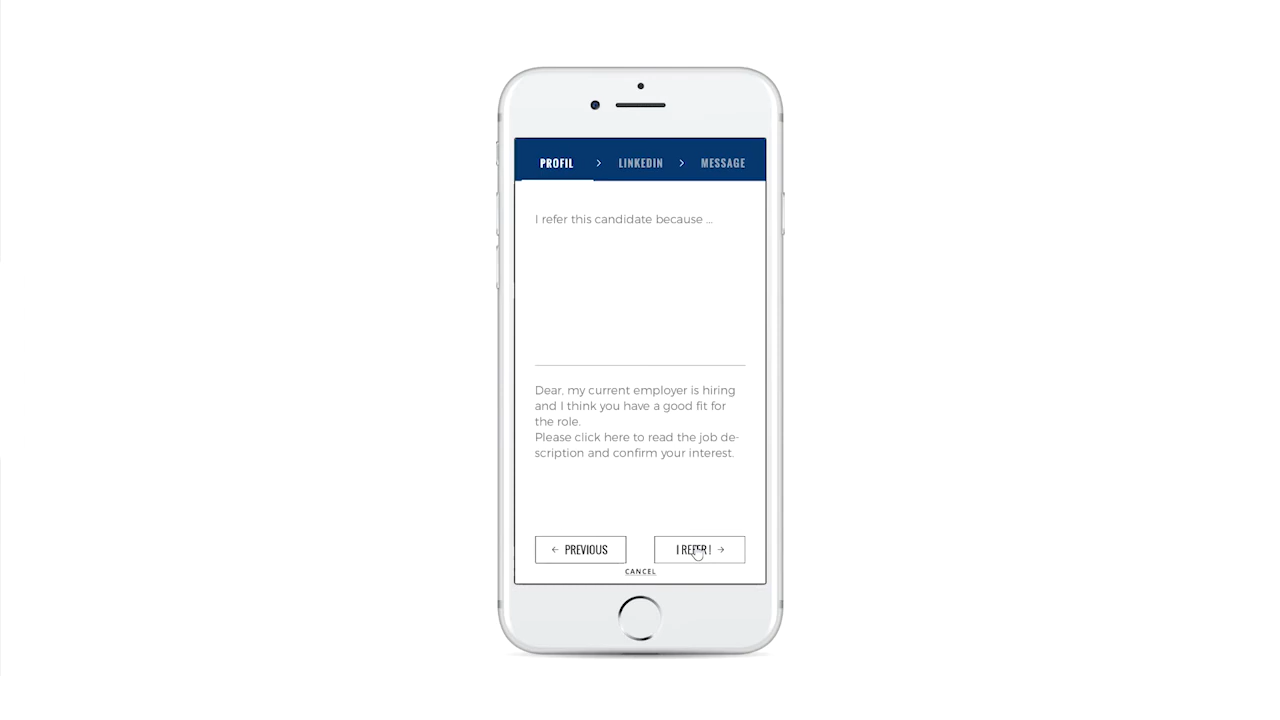 PROFIL > LINKEDIN > MESSAGE
I refer this candidate because ...
Dear, my current employer is hiring
and I think you have a good fit for
the role.
Please click here to read the job de-
scription and confirm your interest.
← PREVIOUS
I REFER! →
CANCEL